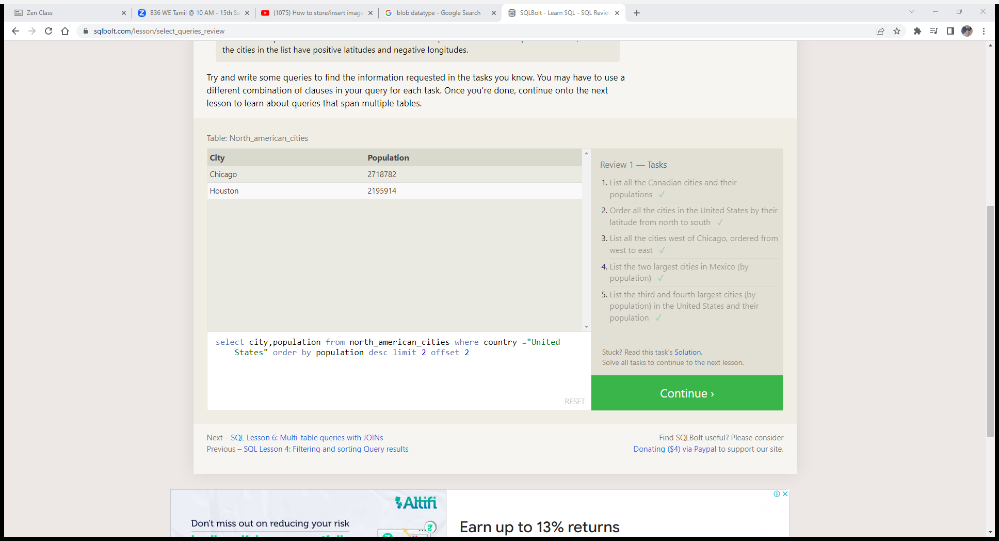 Zen Class
B36 WE Tamil @ 10 AM - 15th Sa
(1075) How to store/insert image
blob datatype - Google Search
SQLBolt - Learn SQL - SQL Revie
sqlbolt.com/lesson/select_queries_review
the cities in the list have positive latitudes and negative longitudes.
Try and write some queries to find the information requested in the tasks you know. You may have to use a
different combination of clauses in your query for each task. Once you're done, continue onto the next
lesson to learn about queries that span multiple tables.
Table: North_american_cities
City Population
Chicago 2718782
Houston 2195914
select city,population from north_american_cities where country ="United
States" order by population desc limit 2 offset 2
RESET
Review 1 — Tasks
1. List all the Canadian cities and their
populations ✓
2. Order all the cities in the United States by their
latitude from north to south ✓
3. List all the cities west of Chicago, ordered from
west to east ✓
4. List the two largest cities in Mexico (by
population) ✓
5. List the third and fourth largest cities (by
population) in the United States and their
population ✓
Stuck? Read this task's Solution.
Solve all tasks to continue to the next lesson.
Continue ›
Next – SQL Lesson 6: Multi-table queries with JOINs
Previous – SQL Lesson 4: Filtering and sorting Query results
Find SQLBolt useful? Please consider
Donating ($4) via Paypal to support our site.
Altifi
Don't miss out on reducing your risk
Earn up to 13% returns